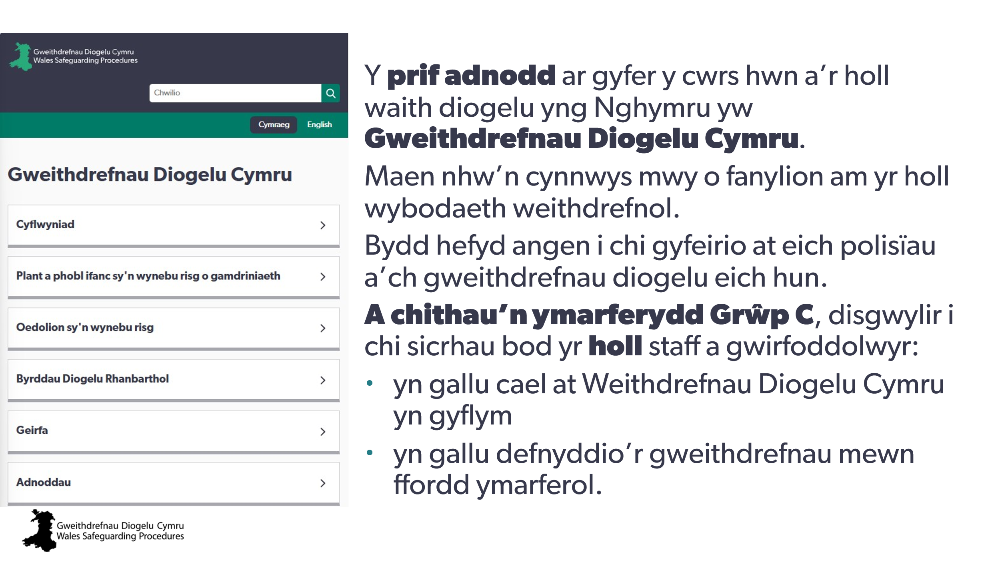 Gweithdrefnau Diogelu Cymru
Wales Safeguarding Procedures
Chwilio
Cymraeg English
Gweithdrefnau Diogelu Cymru
Cyflwyniad
Plant a phobl ifanc sy'n wynebu risg o gamdriniaeth
Oedolion sy'n wynebu risg
Byrddau Diogelu Rhanbarthol
Geirfa
Adnoddau
Gweithdrefnau Diogelu Cymru
Wales Safeguarding Procedures
Y prif adnodd ar gyfer y cwrs hwn a’r holl
waith diogelu yng Nghymru yw
Gweithdrefnau Diogelu Cymru.
Maen nhw’n cynnwys mwy o fanylion am yr holl
wybodaeth weithdrefnol.
Bydd hefyd angen i chi gyfeirio at eich polisïau
a’ch gweithdrefnau diogelu eich hun.
A chithau’n ymarferydd Grŵp C, disgwylir i
chi sicrhau bod yr holl staff a gwirfoddolwyr:
• yn gallu cael at Weithdrefnau Diogelu Cymru
yn gyflym
• yn gallu defnyddio’r gweithdrefnau mewn
ffordd ymarferol.